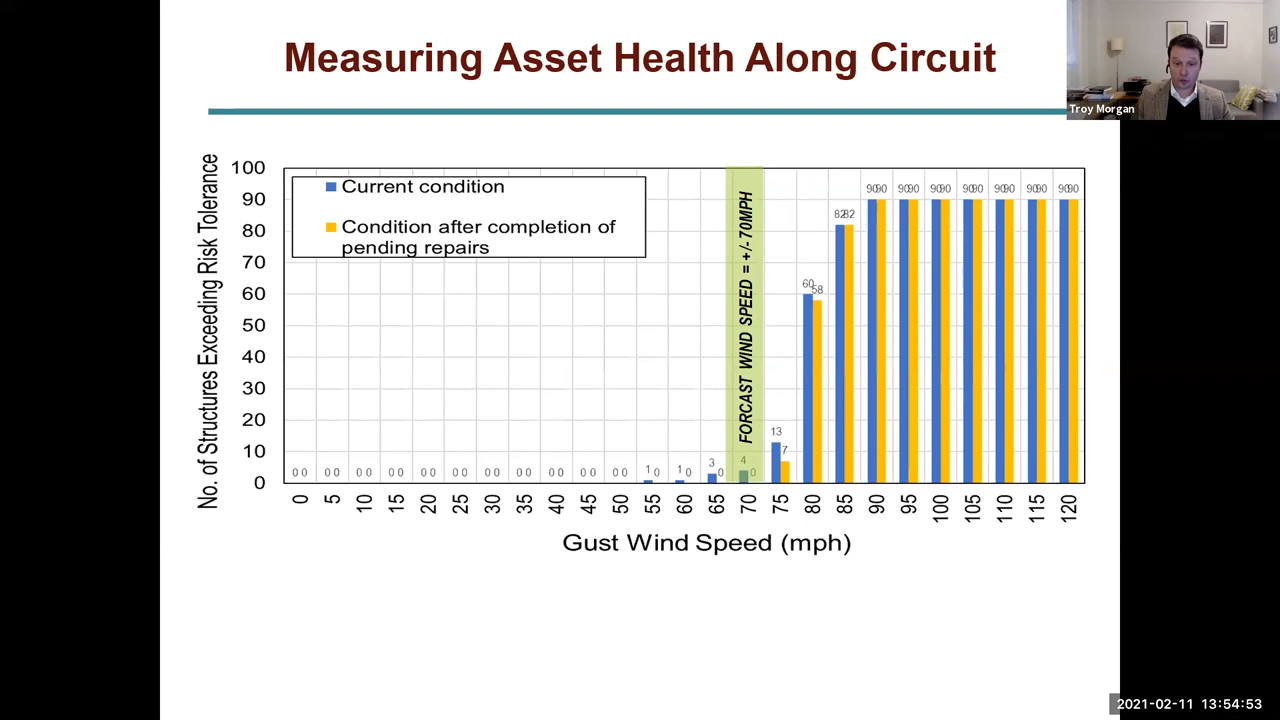 Measuring Asset Health Along Circuit
Troy Morgan
No. of Structures Exceeding Risk Tolerance
100
90
80
70
60
50
40
30
20
10
0
Current condition
Condition after completion of
pending repairs
FORCAST WIND SPEED = +/-70MPH
0 0 0 0 0 0 0 0 0 0 0 0 0 0 0 0 0 0 0 0 0 0 1 0 1 0 3 0 4 0 13 7 60 58 82 82 90 90 90 90 90 90 90 90 90 90 90 90 90 90
0 5 10 15 20 25 30 35 40 45 50 55 60 65 70 75 80 85 90 95 100 105 110 115 120
Gust Wind Speed (mph)
2021-02-11 13:54:53